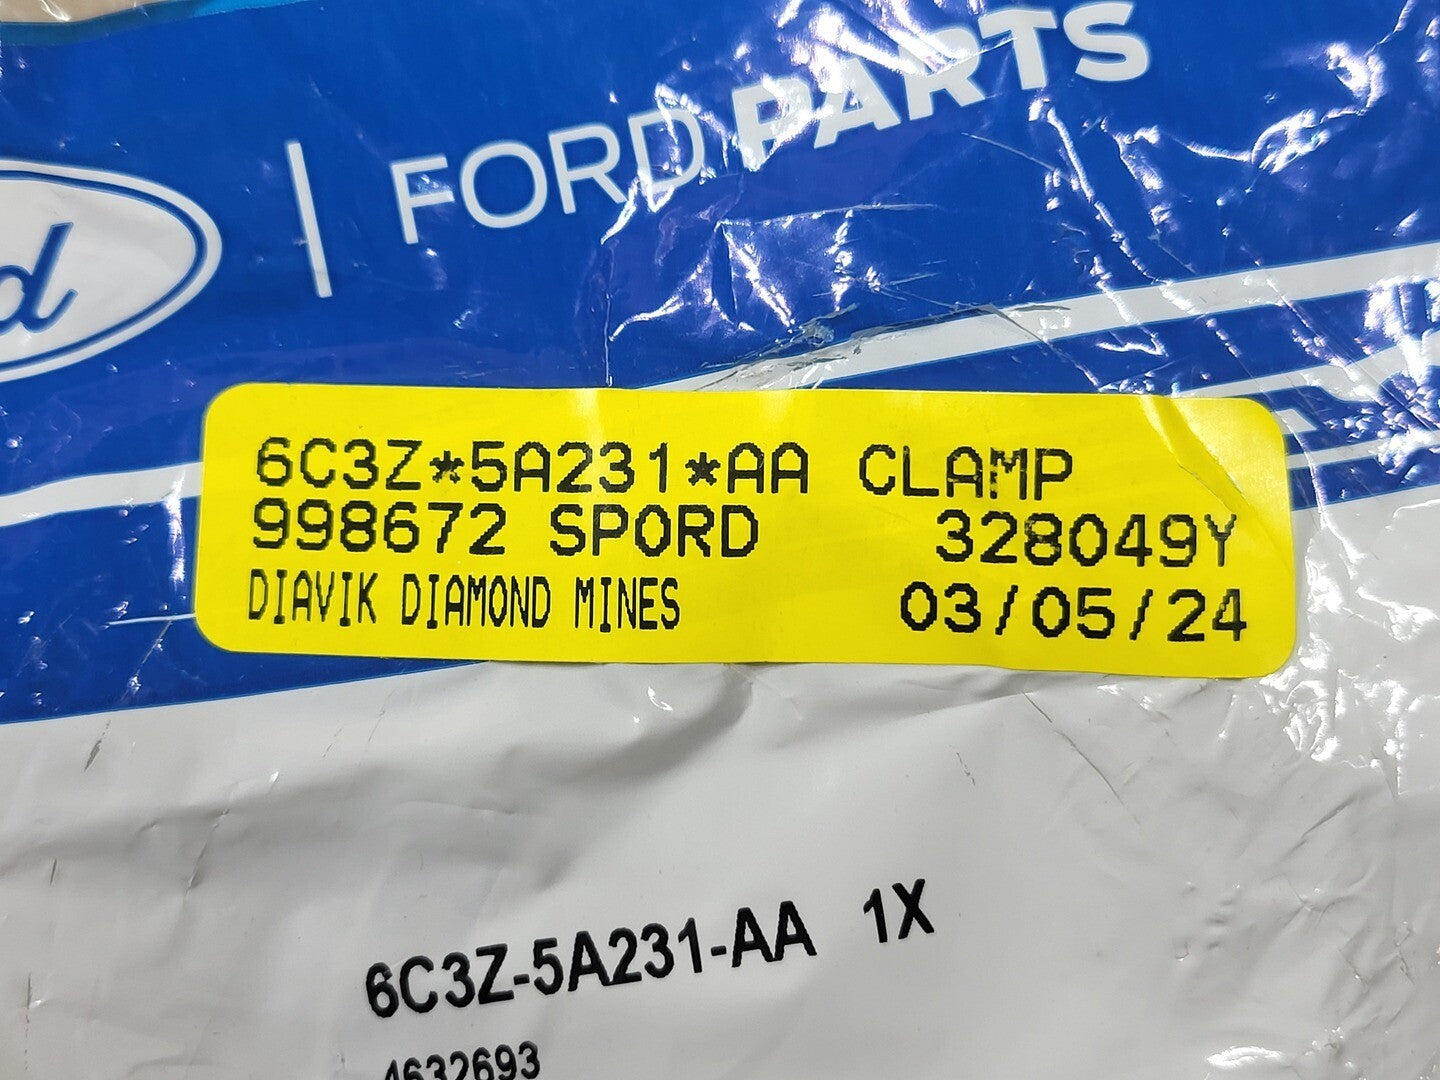 FORD PARTS
6C3Z*5A231*AA CLAMP
998672 SPORD 328049Y
DIAVIK DIAMOND MINES 03/05/24
6C3Z-5A231-AA 1X
4632693